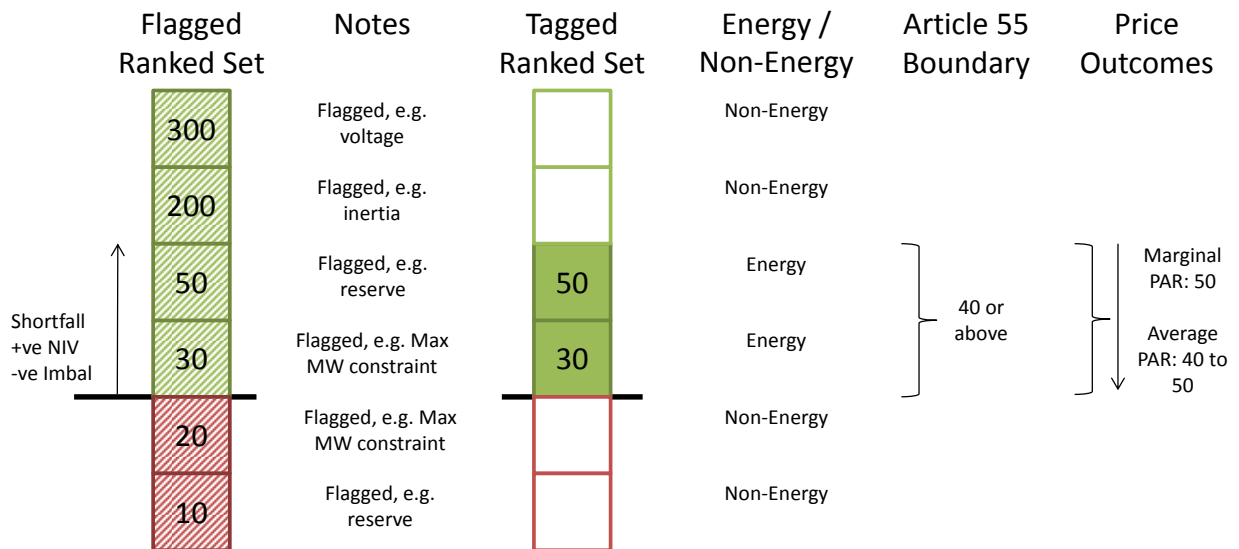 Flagged
Ranked Set
Notes
Tagged
Ranked Set
Energy /
Non-Energy
Article 55
Boundary
Price
Outcomes
300
Flagged, e.g.
voltage
Non-Energy
200
Flagged, e.g.
inertia
Non-Energy
50
Flagged, e.g.
reserve
50
Energy
Marginal
PAR: 50
Shortfall
+ve NIV
-ve Imbal
30
Flagged, e.g. Max
MW constraint
30
Energy
40 or
above
Average
PAR: 40 to
50
20
Flagged, e.g. Max
MW constraint
Non-Energy
10
Flagged, e.g.
reserve
Non-Energy